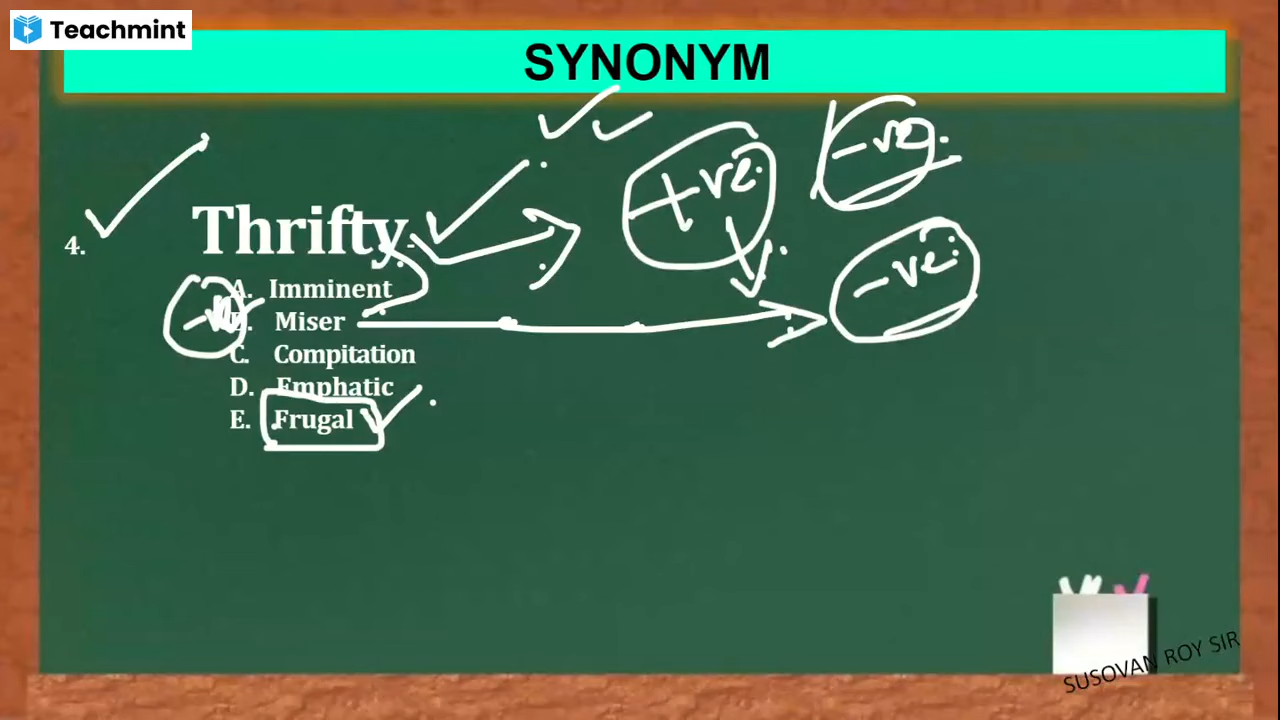 Teachmint
SYNONYM
-ve
+ve
4. Thrifty-
-ve
A. Imminent
B. Miser
C. Compitation
D. Emphatic
E. Frugal
SUSOVAN ROY SIR